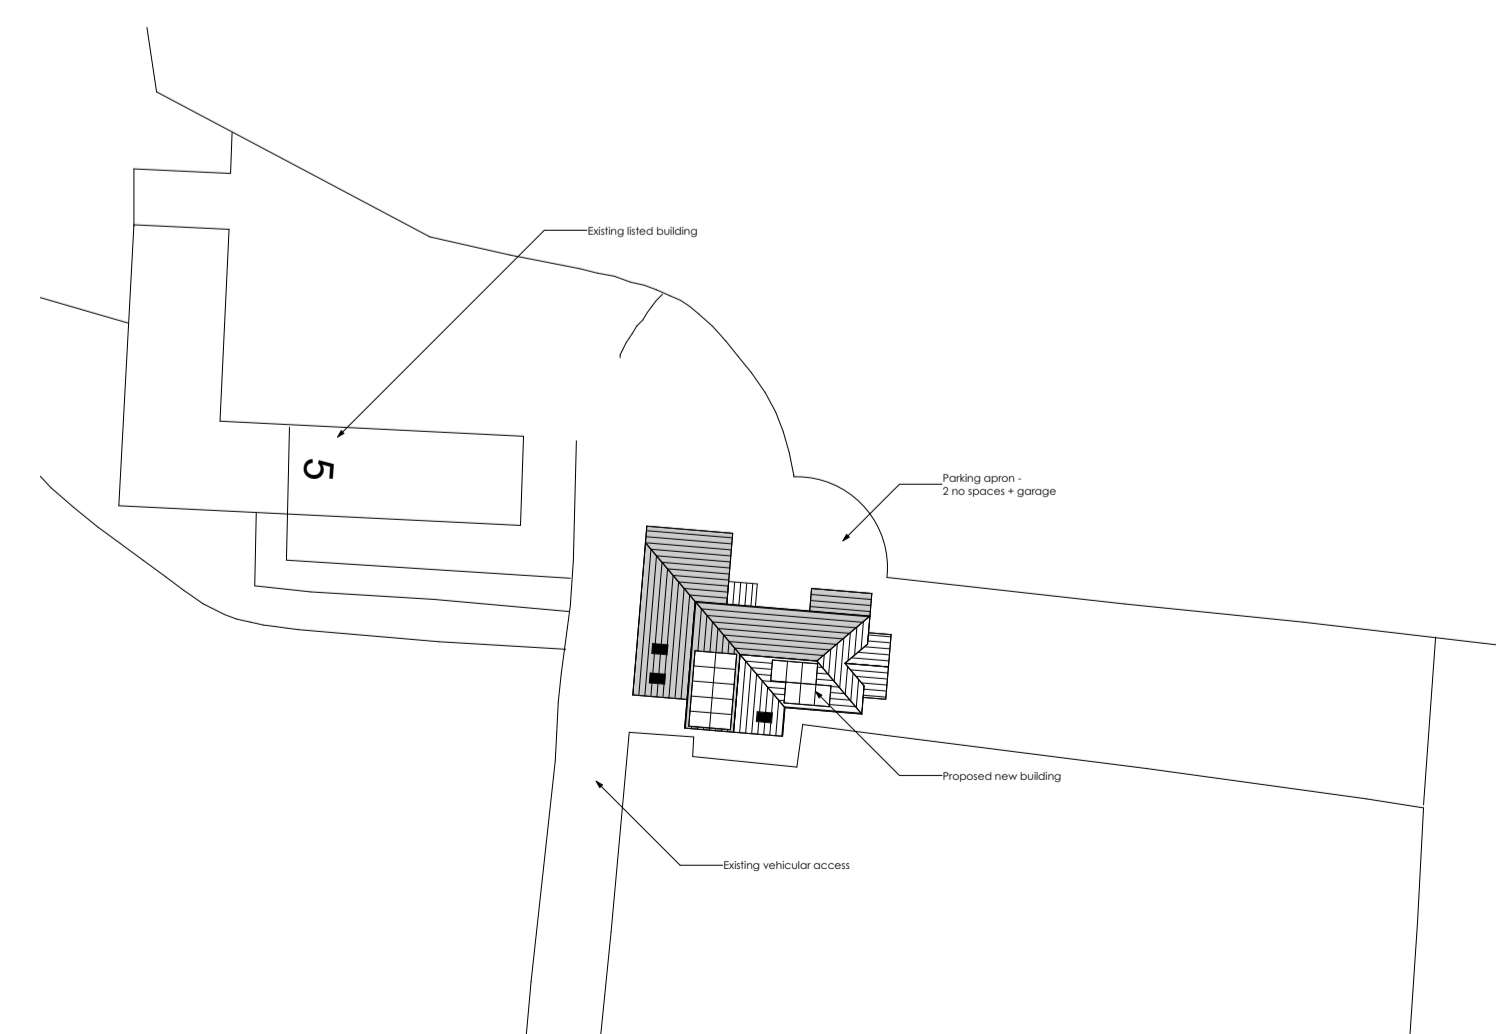 Existing listed building
5
Parking apron -
2 no spaces + garage
Proposed new building
Existing vehicular access